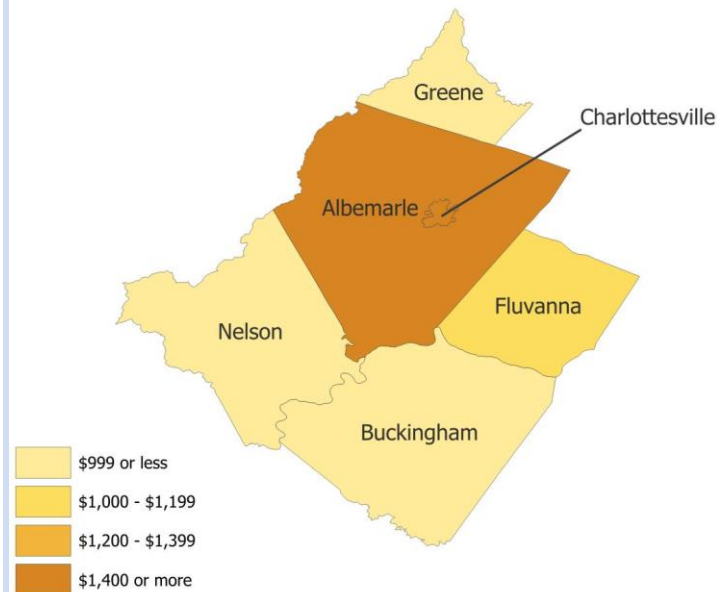 Greene
Charlottesville
Albemarle
Fluvanna
Nelson
Buckingham
$999 or less
$1,000 - $1,199
$1,200 - $1,399
$1,400 or more